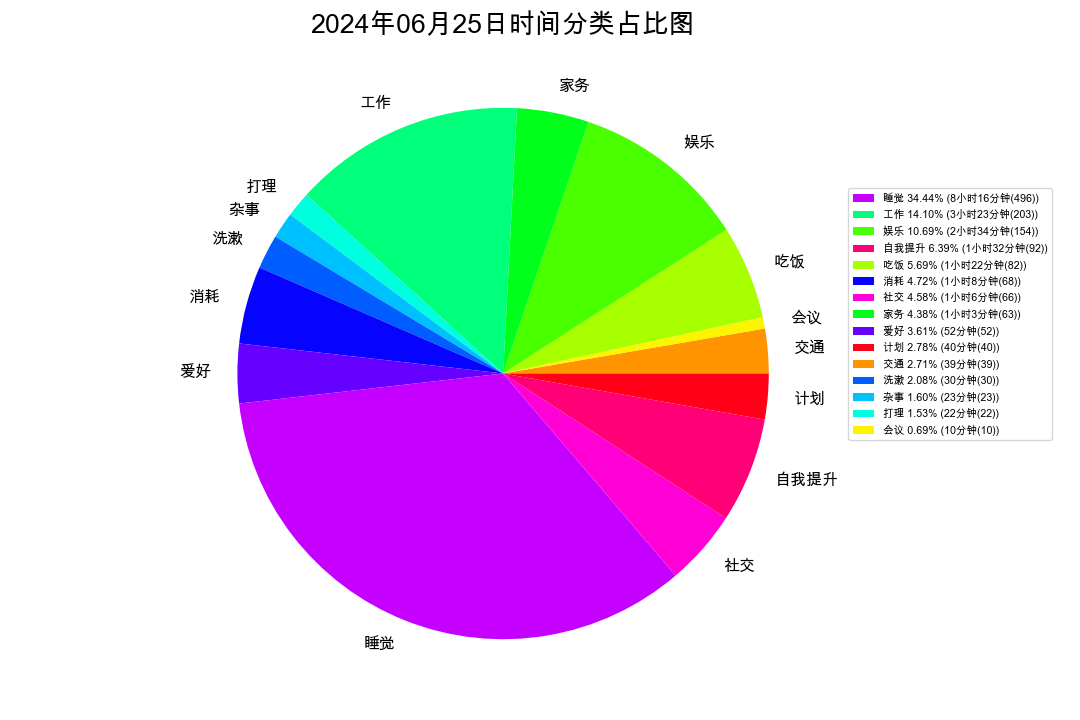 2024年06月25日时间分类占比图
家务
工作
娱乐
打理
杂事
洗漱
吃饭
消耗
会议
交通
爱好
计划
自我提升
社交
睡觉
睡觉 34.44% (8小时16分钟(496))
工作 14.10% (3小时23分钟(203))
娱乐 10.69% (2小时34分钟(154))
自我提升 6.39% (1小时32分钟(92))
吃饭 5.69% (1小时22分钟(82))
消耗 4.72% (1小时8分钟(68))
社交 4.58% (1小时6分钟(66))
家务 4.38% (1小时3分钟(63))
爱好 3.61% (52分钟(52))
计划 2.78% (40分钟(40))
交通 2.71% (39分钟(39))
洗漱 2.08% (30分钟(30))
杂事 1.60% (23分钟(23))
打理 1.53% (22分钟(22))
会议 0.69% (10分钟(10))